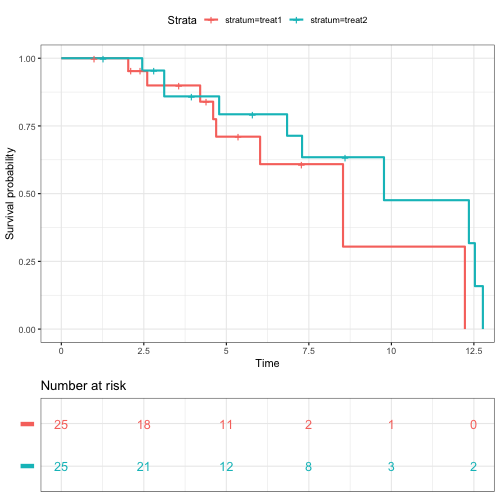 Strata stratum=treat1 stratum=treat2
1.00
0.75
0.50
0.25
0.00
Survival probability
0 2.5 5 7.5 10 12.5
Time
Number at risk
25 18 11 2 1 0
25 21 12 8 3 2